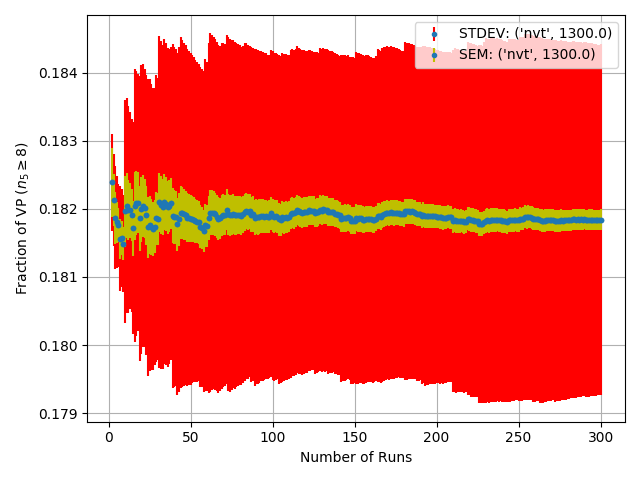 STDEV: ('nvt', 1300.0)
SEM: ('nvt', 1300.0)
Fraction of VP (n₅ ≥ 8)
0.184
0.183
0.182
0.181
0.180
0.179
0 50 100 150 200 250 300
Number of Runs